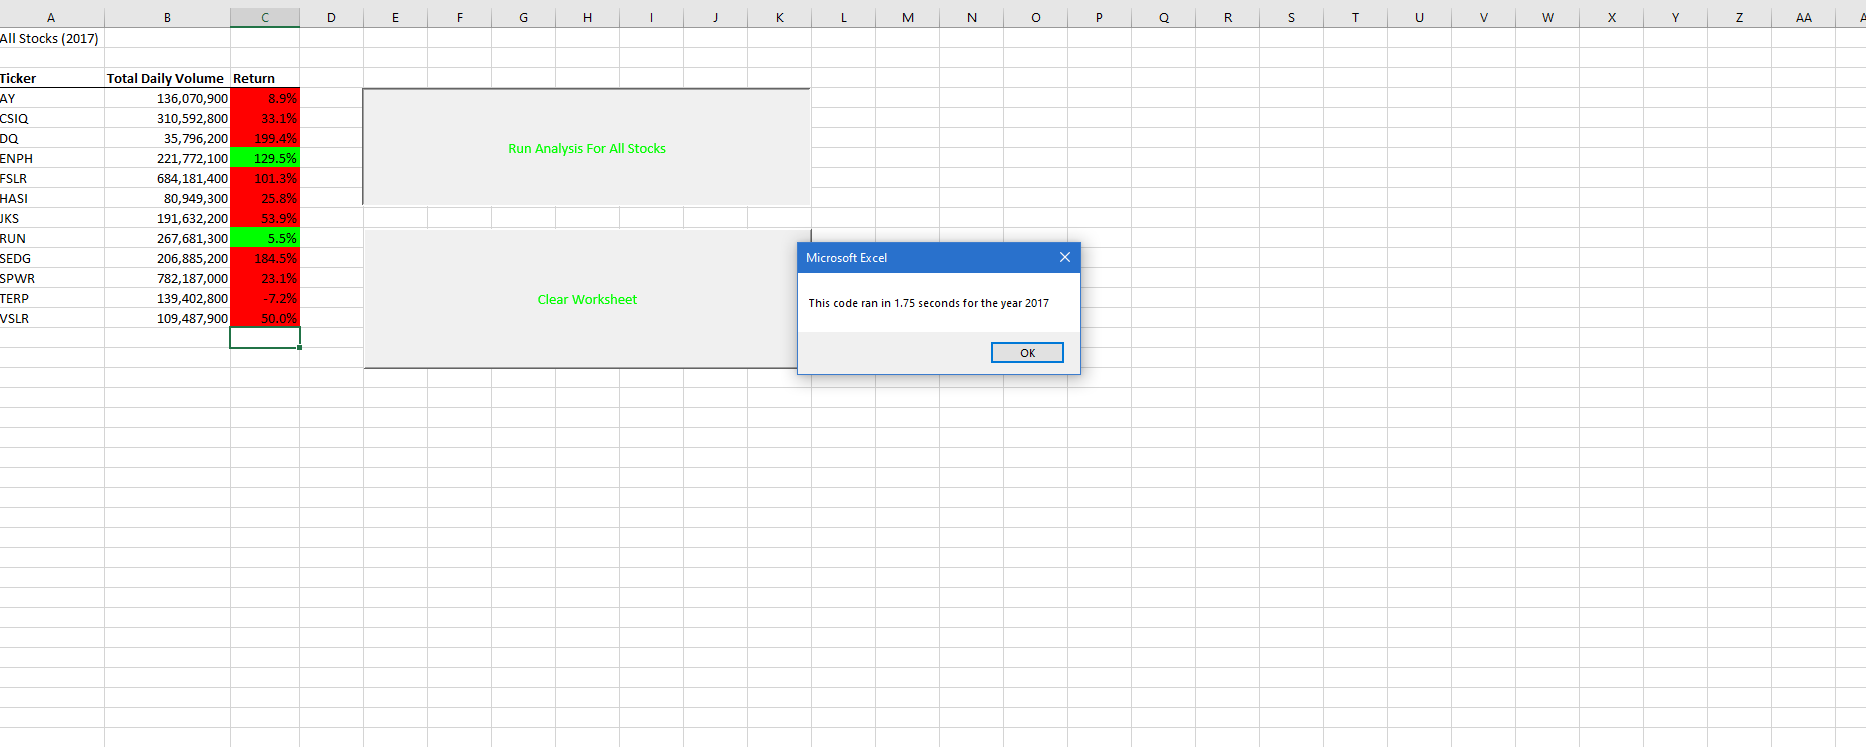 A B C D E F G H I J K L M N O P Q R S T U V W X Y Z AA A
All Stocks (2017)
Ticker Total Daily Volume Return
AY 136,070,900 8.9%
CSIQ 310,592,800 33.1%
DQ 35,796,200 199.4%
ENPH 221,772,100 129.5%
FSLR 684,181,400 101.3%
HASI 80,949,300 25.8%
JKS 191,632,200 53.9%
RUN 267,681,300 5.5%
SEDG 206,885,200 184.5%
SPWR 782,187,000 23.1%
TERP 139,402,800 -7.2%
VSLR 109,487,900 50.0%
Run Analysis For All Stocks
Clear Worksheet
Microsoft Excel
This code ran in 1.75 seconds for the year 2017
OK